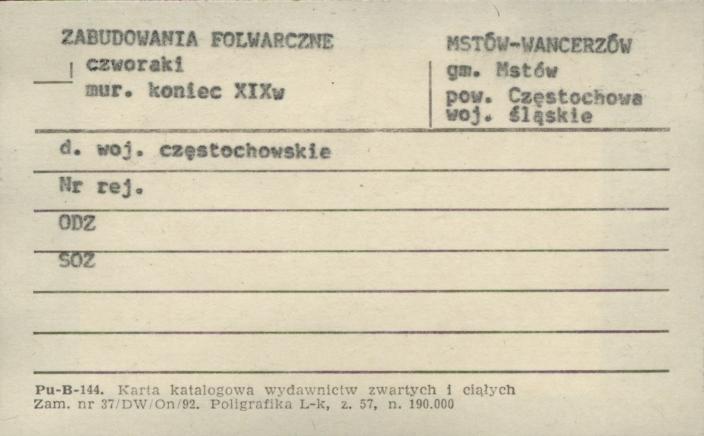 ZABUDOWANIA FOLWARCZNE
czworaki
mur. koniec XIXw
MSTÓW-WANCERZÓW
gm. Mstów
pow. Częstochowa
woj. śląskie
d. woj. częstochowskie
Nr rej.
ODZ
SOZ
Pu-B-144. Karta katalogowa wydawnictw zwartych i ciąłych
Zam. nr 37/DW/On/92. Poligrafika L-k, z. 57, n. 190.000